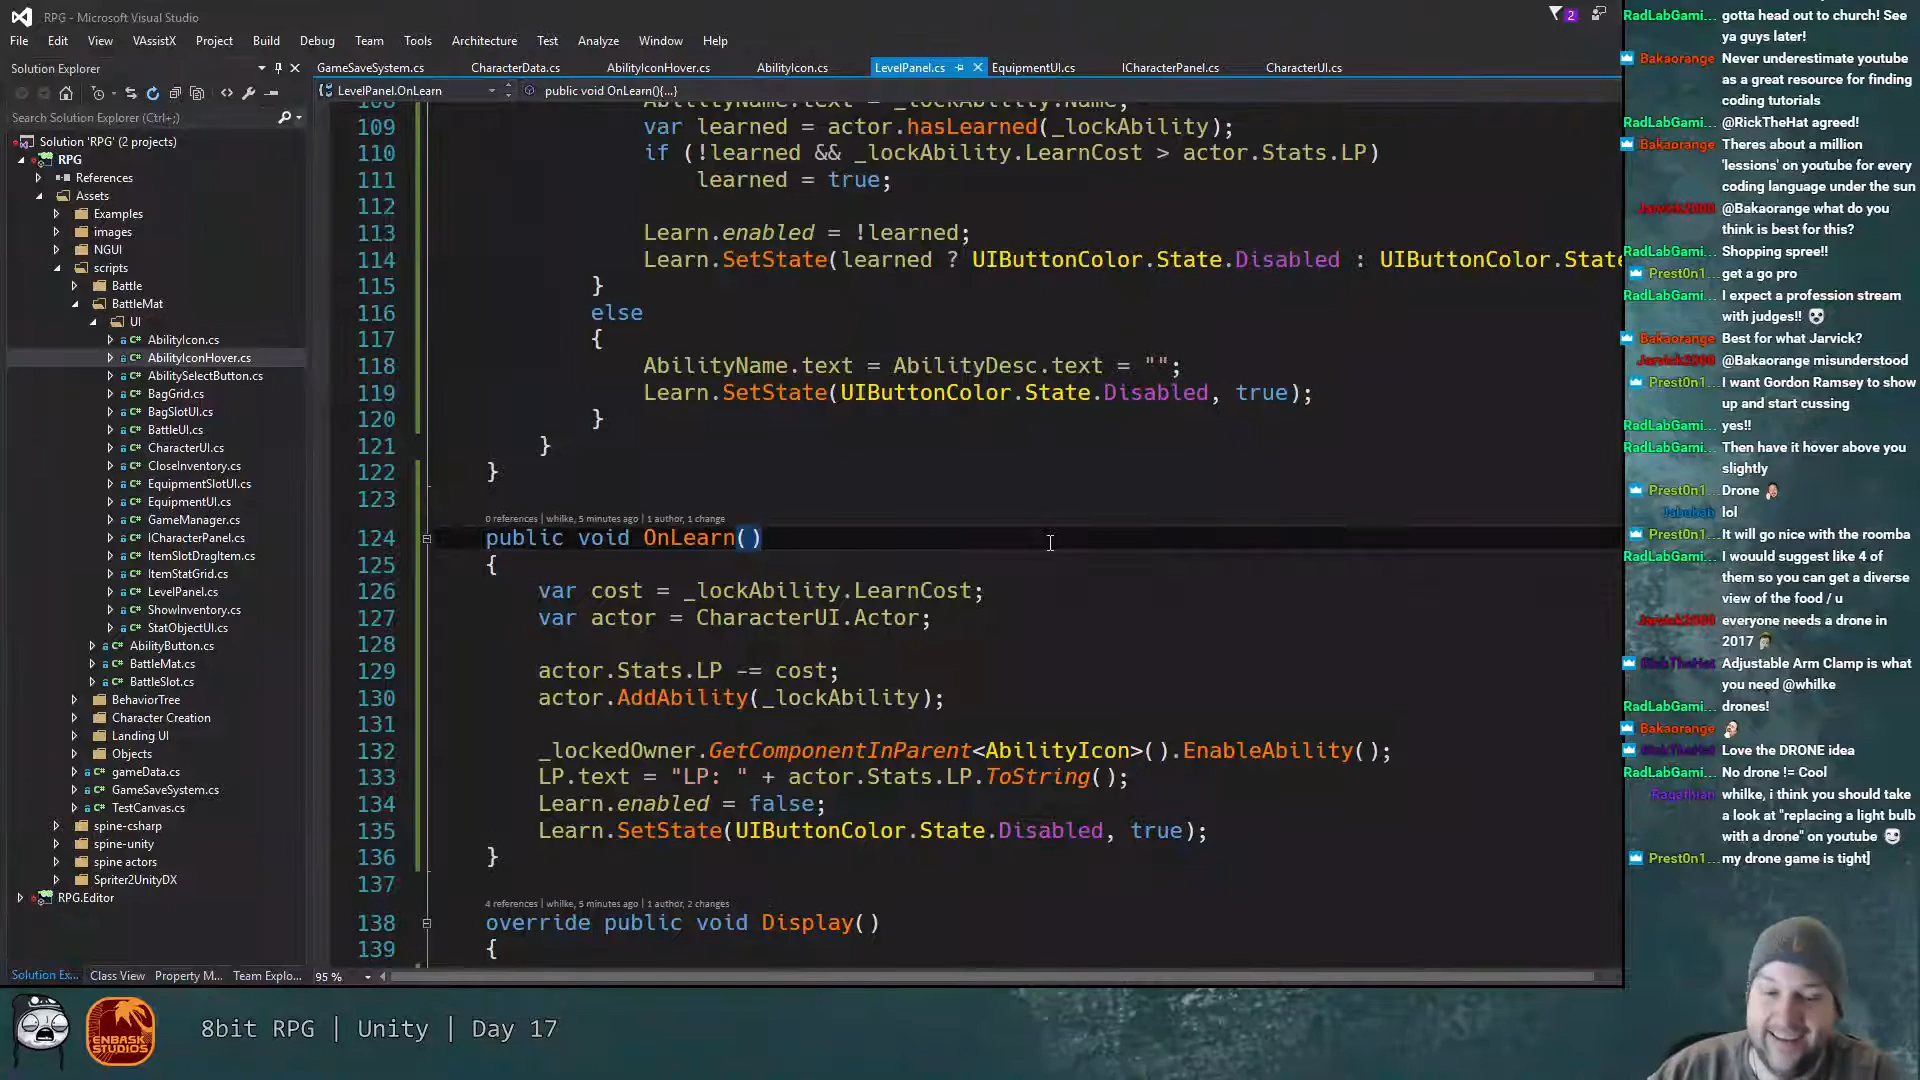 RPG - Microsoft Visual Studio
2
File Edit View VAssistX Project Build Debug Team Tools Architecture Test Analyze Window Help
Solution Explorer
Search Solution Explorer (Ctrl+;)
Solution 'RPG' (2 projects)
RPG
References
Assets
Examples
images
NGUI
scripts
Battle
BattleMat
UI
AbilityIcon.cs
AbilityIconHover.cs
AbilitySelectButton.cs
BagGrid.cs
BagSlotUI.cs
BattleUI.cs
CharacterUI.cs
CloseInventory.cs
EquipmentSlotUI.cs
EquipmentUI.cs
GameManager.cs
ICharacterPanel.cs
ItemSlotDragItem.cs
ItemStatGrid.cs
LevelPanel.cs
ShowInventory.cs
StatObjectUI.cs
AbilityButton.cs
BattleMat.cs
BattleSlot.cs
BehaviorTree
Character Creation
Landing UI
Objects
gameData.cs
GameSaveSystem.cs
TestCanvas.cs
spine-csharp
spine-unity
spine actors
Spriter2UnityDX
RPG.Editor
Solution Ex... Class View Property M... Team Explo...
GameSaveSystem.cs CharacterData.cs AbilityIconHover.cs AbilityIcon.cs LevelPanel.cs EquipmentUI.cs ICharacterPanel.cs CharacterUI.cs
LevelPanel.OnLearn public void OnLearn(){...}
108 AbilityName.text = _lockAbility.Name;
109 var learned = actor.hasLearned(_lockAbility);
110 if (!learned && _lockAbility.LearnCost > actor.Stats.LP)
111 learned = true;
112
113 Learn.enabled = !learned;
114 Learn.SetState(learned ? UIButtonColor.State.Disabled : UIButtonColor.State
115 }
116 else
117 {
118 AbilityName.text = AbilityDesc.text = "";
119 Learn.SetState(UIButtonColor.State.Disabled, true);
120 }
121 }
122 }
123
0 references | whilke, 5 minutes ago | 1 author, 1 change
124 public void OnLearn()
125 {
126 var cost = _lockAbility.LearnCost;
127 var actor = CharacterUI.Actor;
128
129 actor.Stats.LP -= cost;
130 actor.AddAbility(_lockAbility);
131
132 _lockedOwner.GetComponentInParent<AbilityIcon>().EnableAbility();
133 LP.text = "LP: " + actor.Stats.LP.ToString();
134 Learn.enabled = false;
135 Learn.SetState(UIButtonColor.State.Disabled, true);
136 }
137
4 references | whilke, 5 minutes ago | 1 author, 2 changes
138 override public void Display()
139 {
95 %
RadLabGami... gotta head out to church! See
ya guys later!
Bakaorange Never underestimate youtube
as a great resource for finding
coding tutorials
RadLabGami... @RickTheHat agreed!
Bakaorange Theres about a million
'lessions' on youtube for every
coding language under the sun
Jarvick2000 @Bakaorange what do you
think is best for this?
RadLabGami... Shopping spree!!
Prest0n1... get a go pro
RadLabGami... I expect a profession stream
with judges!!
Bakaorange Best for what Jarvick?
Jarvick2000 @Bakaorange misunderstood
Prest0n1... I want Gordon Ramsey to show
up and start cussing
RadLabGami... yes!!
RadLabGami... Then have it hover above you
slightly
Prest0n1... Drone
Jabubab lol
Prest0n1... It will go nice with the roomba
RadLabGami... I wouuld suggest like 4 of
them so you can get a diverse
view of the food / u
Jarvick2000 everyone needs a drone in
2017
RickTheHat Adjustable Arm Clamp is what
you need @whilke
RadLabGami... drones!
Bakaorange
RickTheHat Love the DRONE idea
RadLabGami... No drone != Cool
Ragathian whilke, i think you should take
a look at "replacing a light bulb
with a drone" on youtube
Prest0n1... my drone game is tight]
ENBASK
STUDIOS
8bit RPG | Unity | Day 17